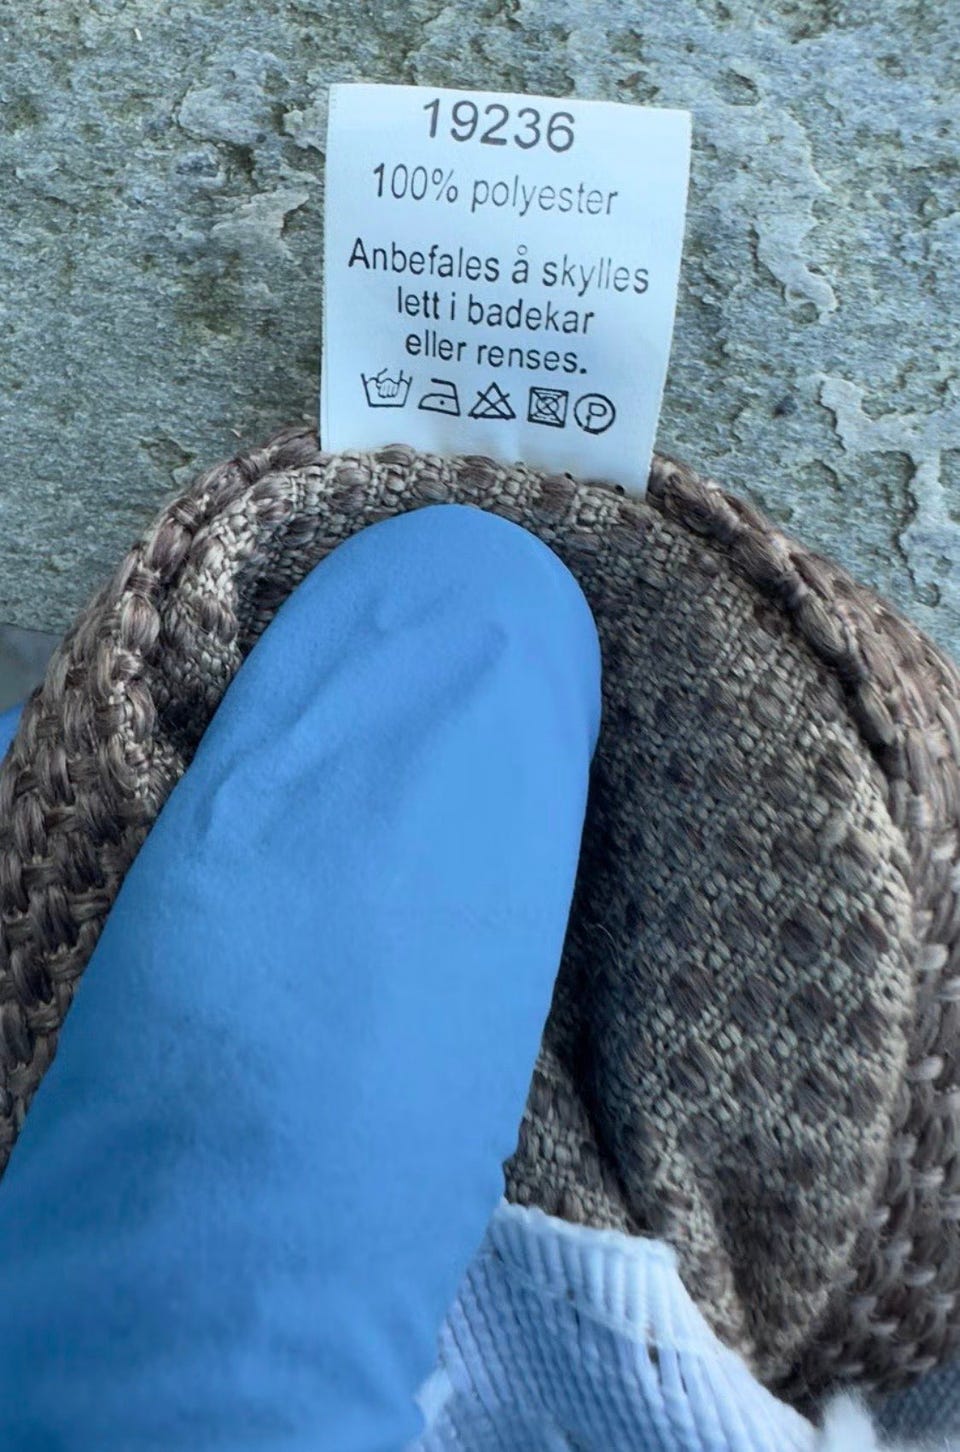 19236
100% polyester
Anbefales å skylles
lett i badekar
eller renses.
P